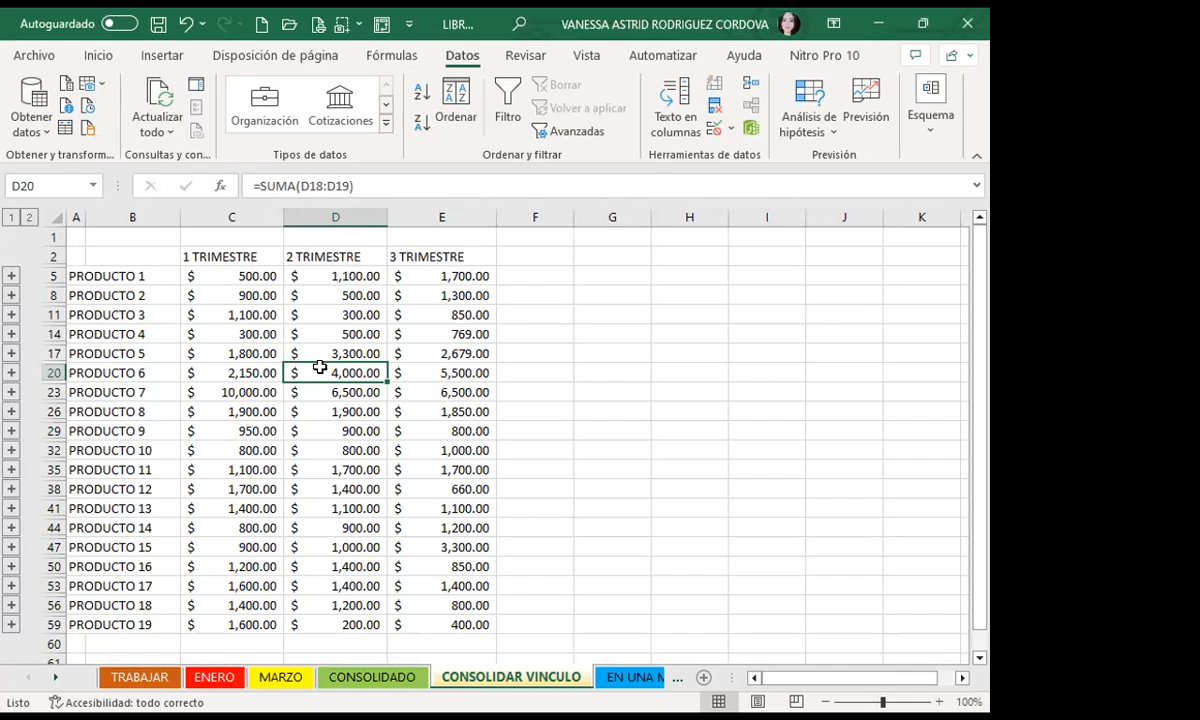 Autoguardado LIBR... VANESSA ASTRID RODRIGUEZ CORDOVA
Archivo Inicio Insertar Disposición de página Fórmulas Datos Revisar Vista Automatizar Ayuda Nitro Pro 10
Obtener datos
Actualizar todo
Organización Cotizaciones
Ordenar
Filtro
Borrar
Volver a aplicar
Avanzadas
Texto en columnas
Análisis de hipótesis
Previsión
Esquema
Obtener y transform... Consultas y con... Tipos de datos Ordenar y filtrar Herramientas de datos Previsión
D20 fx =SUMA(D18:D19)
1 2 A B C D E F G H I J K
1
2 1 TRIMESTRE 2 TRIMESTRE 3 TRIMESTRE
5 PRODUCTO 1 $ 500.00 $ 1,100.00 $ 1,700.00
8 PRODUCTO 2 $ 900.00 $ 500.00 $ 1,300.00
11 PRODUCTO 3 $ 1,100.00 $ 300.00 $ 850.00
14 PRODUCTO 4 $ 300.00 $ 500.00 $ 769.00
17 PRODUCTO 5 $ 1,800.00 $ 3,300.00 $ 2,679.00
20 PRODUCTO 6 $ 2,150.00 $ 4,000.00 $ 5,500.00
23 PRODUCTO 7 $ 10,000.00 $ 6,500.00 $ 6,500.00
26 PRODUCTO 8 $ 1,900.00 $ 1,900.00 $ 1,850.00
29 PRODUCTO 9 $ 950.00 $ 900.00 $ 800.00
32 PRODUCTO 10 $ 800.00 $ 800.00 $ 1,000.00
35 PRODUCTO 11 $ 1,100.00 $ 1,700.00 $ 1,700.00
38 PRODUCTO 12 $ 1,700.00 $ 1,400.00 $ 660.00
41 PRODUCTO 13 $ 1,400.00 $ 1,100.00 $ 1,100.00
44 PRODUCTO 14 $ 800.00 $ 900.00 $ 1,200.00
47 PRODUCTO 15 $ 900.00 $ 1,000.00 $ 3,300.00
50 PRODUCTO 16 $ 1,200.00 $ 1,400.00 $ 850.00
53 PRODUCTO 17 $ 1,600.00 $ 1,400.00 $ 1,400.00
56 PRODUCTO 18 $ 1,400.00 $ 1,200.00 $ 800.00
59 PRODUCTO 19 $ 1,600.00 $ 200.00 $ 400.00
60
61
TRABAJAR ENERO MARZO CONSOLIDADO CONSOLIDAR VINCULO EN UNA M ...
Listo Accesibilidad: todo correcto 100%